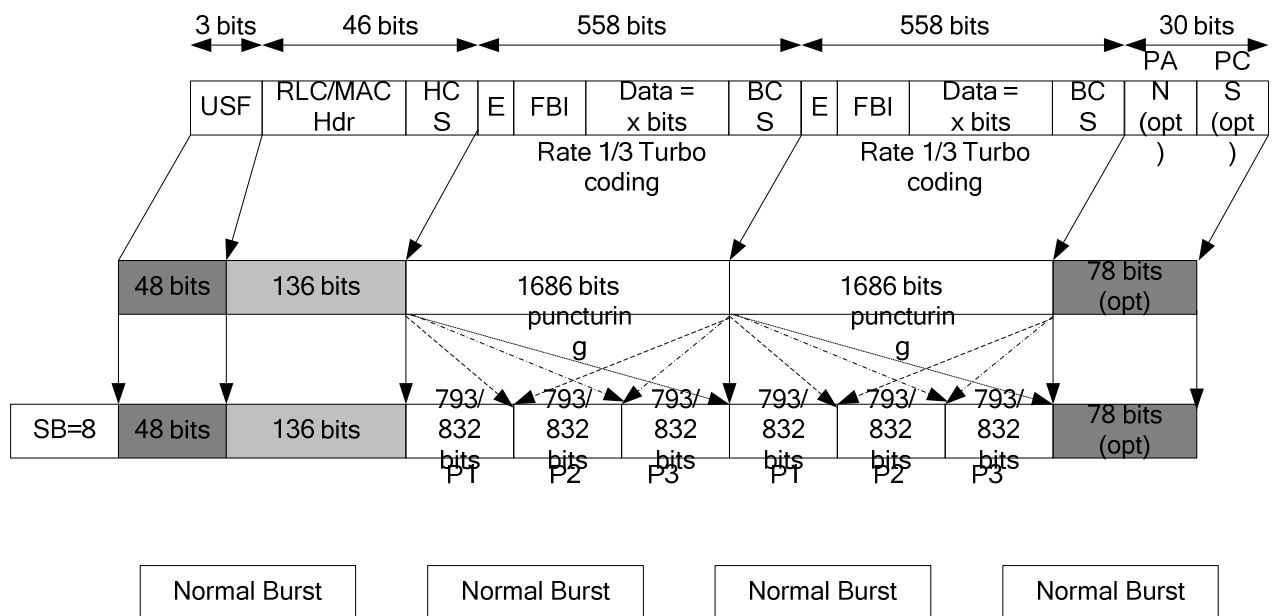 3 bits 46 bits 558 bits 558 bits 30 bits
USF
RLC/MAC
Hdr
HC
S
E
FBI
Data =
x bits
BC
S
E
FBI
Data =
x bits
BC
S
PA
N
(opt
)
PC
S
(opt
)
Rate 1/3 Turbo
coding
Rate 1/3 Turbo
coding
48 bits
136 bits
1686 bits
puncturin
g
1686 bits
puncturin
g
78 bits
(opt)
SB=8
48 bits
136 bits
793/
832
bits
P1
793/
832
bits
P2
793/
832
bits
P3
793/
832
bits
P1
793/
832
bits
P2
793/
832
bits
P3
78 bits
(opt)
Normal Burst Normal Burst Normal Burst Normal Burst